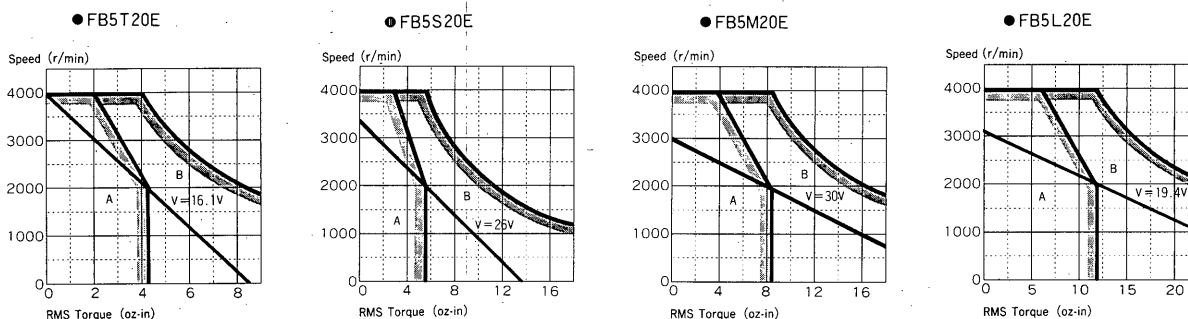 ● FB5T20E
Speed (r/min)
4000
3000
2000
1000
0
A
B
V=16.1V
0 2 4 6 8
RMS Torque (oz-in)
● FB5S20E
Speed (r/min)
4000
3000
2000
1000
0
A
B
V=26V
0 4 8 12 16
RMS Torque (oz-in)
● FB5M20E
Speed (r/min)
4000
3000
2000
1000
0
A
B
V=30V
0 4 8 12 16
RMS Torque (oz-in)
● FB5L20E
Speed (r/min)
4000
3000
2000
1000
0
A
B
V=19.4V
0 5 10 15 20
RMS Torque (oz-in)